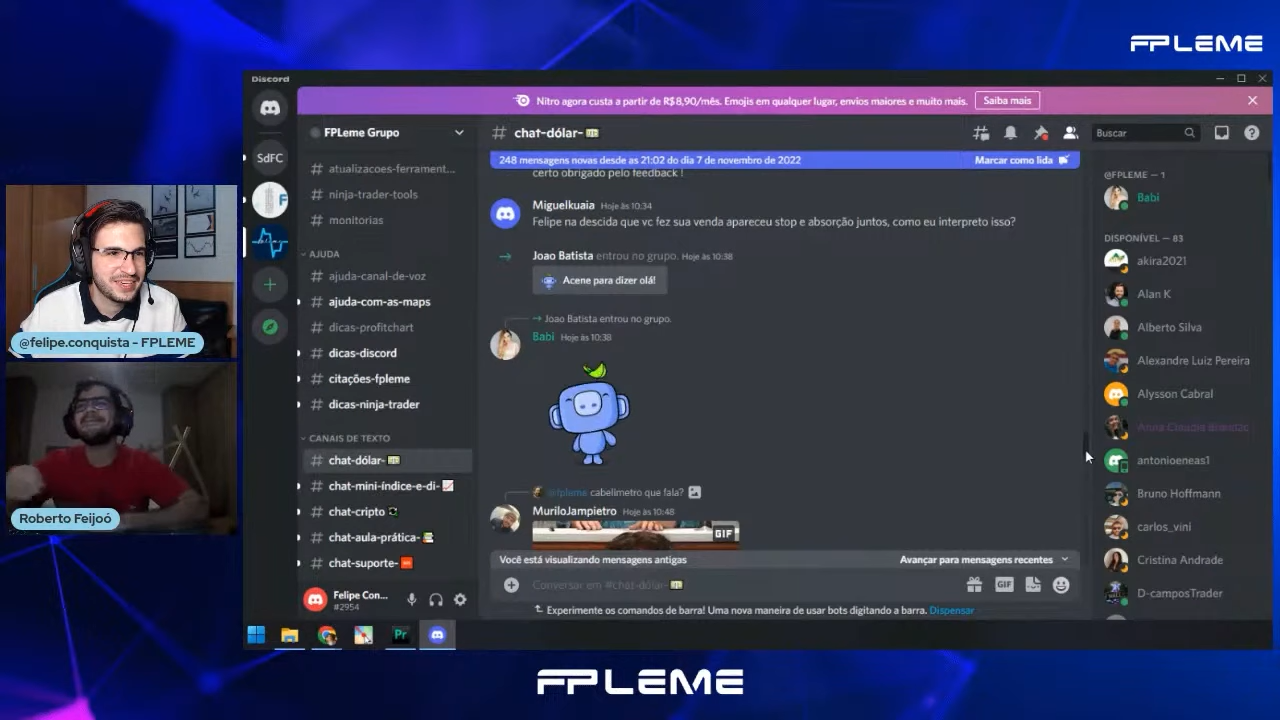 FPLEME
Discord
Nitro agora custa a partir de R$8,90/mês. Emojis em qualquer lugar, envios maiores e muito mais.
Saiba mais
FPLeme Grupo
chat-dólar-
Buscar
248 mensagens novas desde as 21:02 do dia 7 de novembro de 2022
Marcar como lida
SdFC
F
# atualizacoes-ferrament...
# ninja-trader-tools
# monitorias
AJUDA
# ajuda-canal-de-voz
# ajuda-com-as-maps
# dicas-profitchart
# dicas-discord
# citações-fpleme
# dicas-ninja-trader
CANAIS DE TEXTO
# chat-dólar-
# chat-mini-índice-e-di-
# chat-cripto
# chat-aula-prática-
# chat-suporte-
Felipe Con...
#2954
certo obrigado pelo feedback !
Miguelkuaia Hoje às 10:34
Felipe na descida que vc fez sua venda apareceu stop e absorção juntos, como eu interpreto isso?
Joao Batista entrou no grupo. Hoje às 10:38
Acene para dizer olá!
Joao Batista entrou no grupo.
Babi Hoje às 10:38
@fpleme cabelimetro que fala?
MuriloJampietro Hoje às 10:48
GIF
Você está visualizando mensagens antigas
Avançar para mensagens recentes
Conversar em #chat-dólar-
GIF
Experimente os comandos de barra! Uma nova maneira de usar bots digitando a barra. Dispensar
@FPLEME — 1
Babi
DISPONÍVEL — 83
akira2021
Alan K
Alberto Silva
Alexandre Luiz Pereira
Alysson Cabral
antonioeneas1
Bruno Hoffmann
carlos_vini
Cristina Andrade
D-camposTrader
@felipe.conquista - FPLEME
Roberto Feijoó
Pr
FPLEME